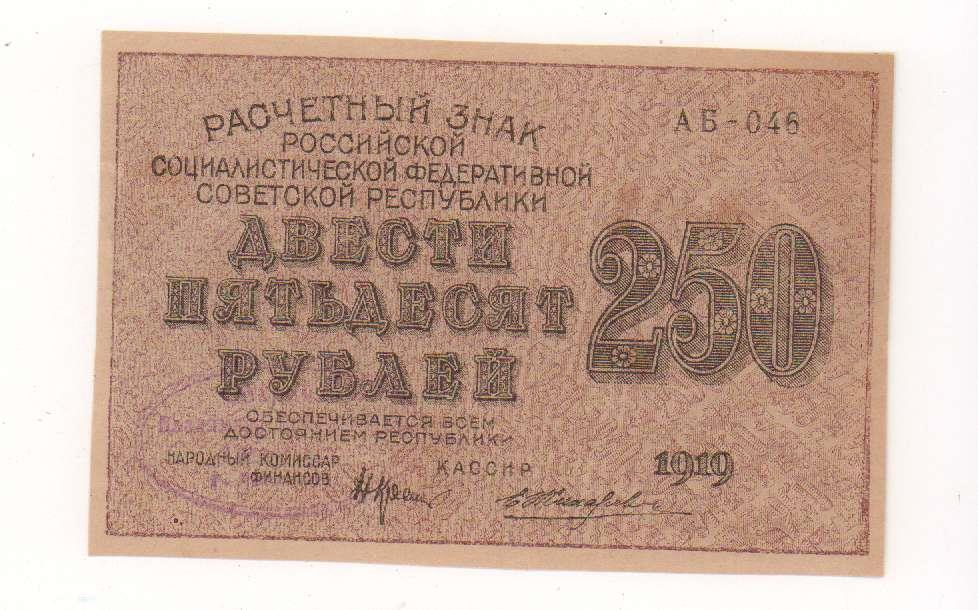 РАСЧЕТНЫЙ ЗНАК
РОССИЙСКОЙ
СОЦИАЛИСТИЧЕСКОЙ ФЕДЕРАТИВНОЙ
СОВЕТСКОЙ РЕСПУБЛИКИ
АБ-046
ДВЕСТИ
ПЯТЬДЕСЯТ
РУБЛЕЙ
250
ОБЕСПЕЧИВАЕТСЯ ВСЕМ
ДОСТОЯНИЕМ РЕСПУБЛИКИ
НАРОДНЫЙ КОМИССАР
ФИНАНСОВ
КАССИР
1919